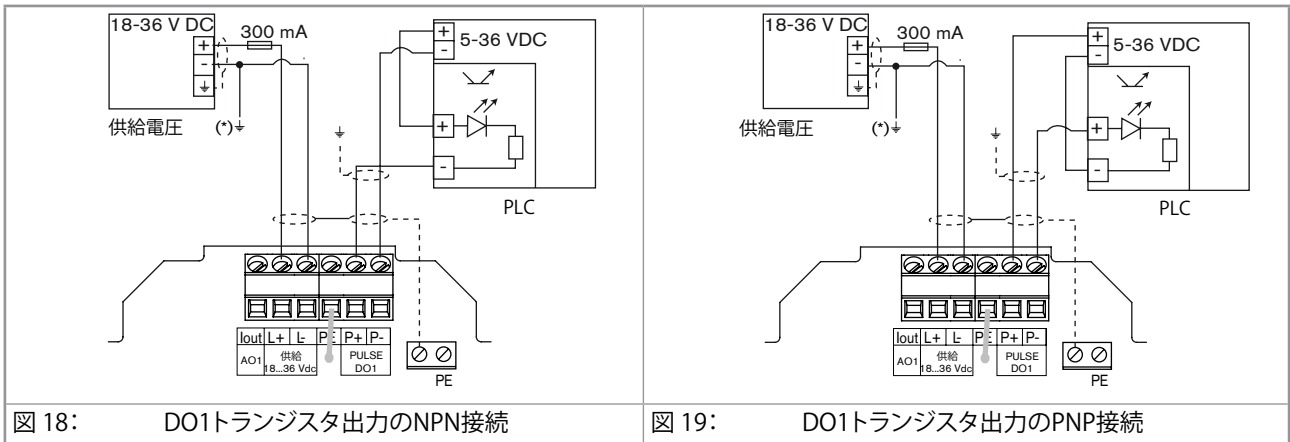 18-36 V DC
300 mA
+
-
供給電圧
(*)
+
-
5-36 VDC
+
-
PLC
Iout L+ L- PE P+ P-
AO1 供給 18...36 Vdc PULSE DO1
PE
図 18： DO1トランジスタ出力のNPN接続
18-36 V DC
300 mA
+
-
供給電圧
(*)
+
-
5-36 VDC
+
-
PLC
Iout L+ L- PE P+ P-
AO1 供給 18...36 Vdc PULSE DO1
PE
図 19： DO1トランジスタ出力のPNP接続